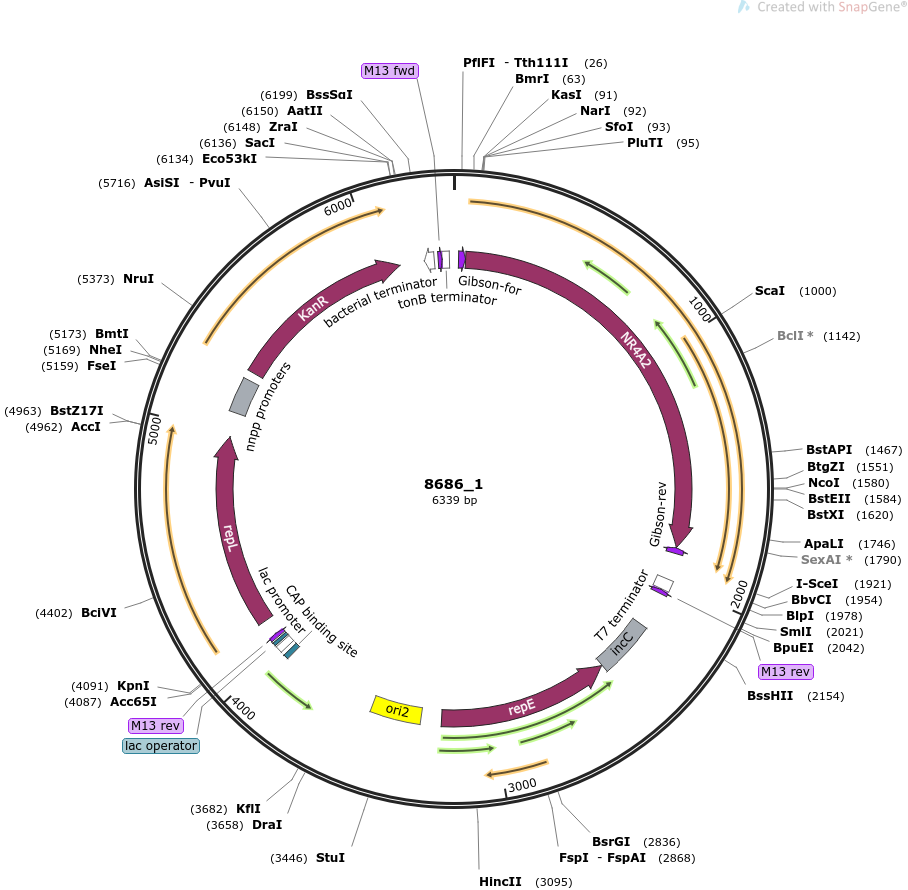 Created with SnapGene®
M13 fwd
PflFI - Tth111I (26)
BmrI (63)
KasI (91)
NarI (92)
SfoI (93)
PluTI (95)
(6199) BssSαI
(6150) AatII
(6148) ZraI
(6136) SacI
(6134) Eco53kI
(5716) AsiSI - PvuI
(5373) NruI
(5173) BmtI
(5169) NheI
(5159) FseI
(4963) BstZ17I
(4962) AccI
(4402) BciVI
(4091) KpnI
(4087) Acc65I
M13 rev
lac operator
(3682) KflI
(3658) DraI
(3446) StuI
HincII (3095)
FspI - FspAI (2868)
BsrGI (2836)
BssHII (2154)
M13 rev
BpuEI (2042)
SmlI (2021)
BlpI (1978)
BbvCI (1954)
I-SceI (1921)
SexAI * (1790)
ApaLI (1746)
BstXI (1620)
BstEII (1584)
NcoI (1580)
BtgZI (1551)
BstAPI (1467)
BclI * (1142)
ScaI (1000)
1000
2000
3000
4000
5000
6000
KanR
bacterial terminator
tonB terminator
Gibson-for
NR4A2
Gibson-rev
T7 terminator
incC
repE
ori2
CAP binding site
lac promoter
repL
nnpp promoters
8686_1
6339 bp